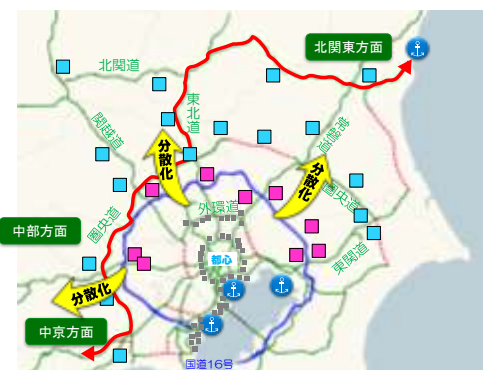 北関東方面
北関道
東北道
関越道
常磐道
分散化
分散化
外環道
圏央道
圏央道
中部方面
東関道
都心
分散化
中京方面
国道16号